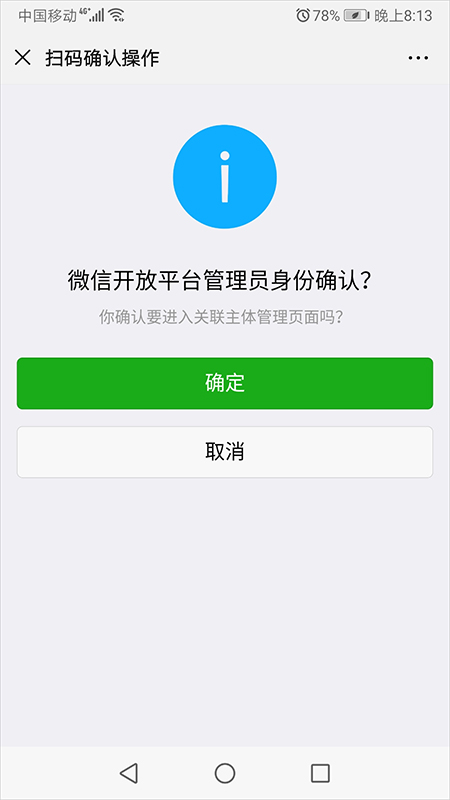 中国移动 4G+ 78% 晚上8:13
扫码确认操作
微信开放平台管理员身份确认？
你确认要进入关联主体管理页面吗？
确定
取消